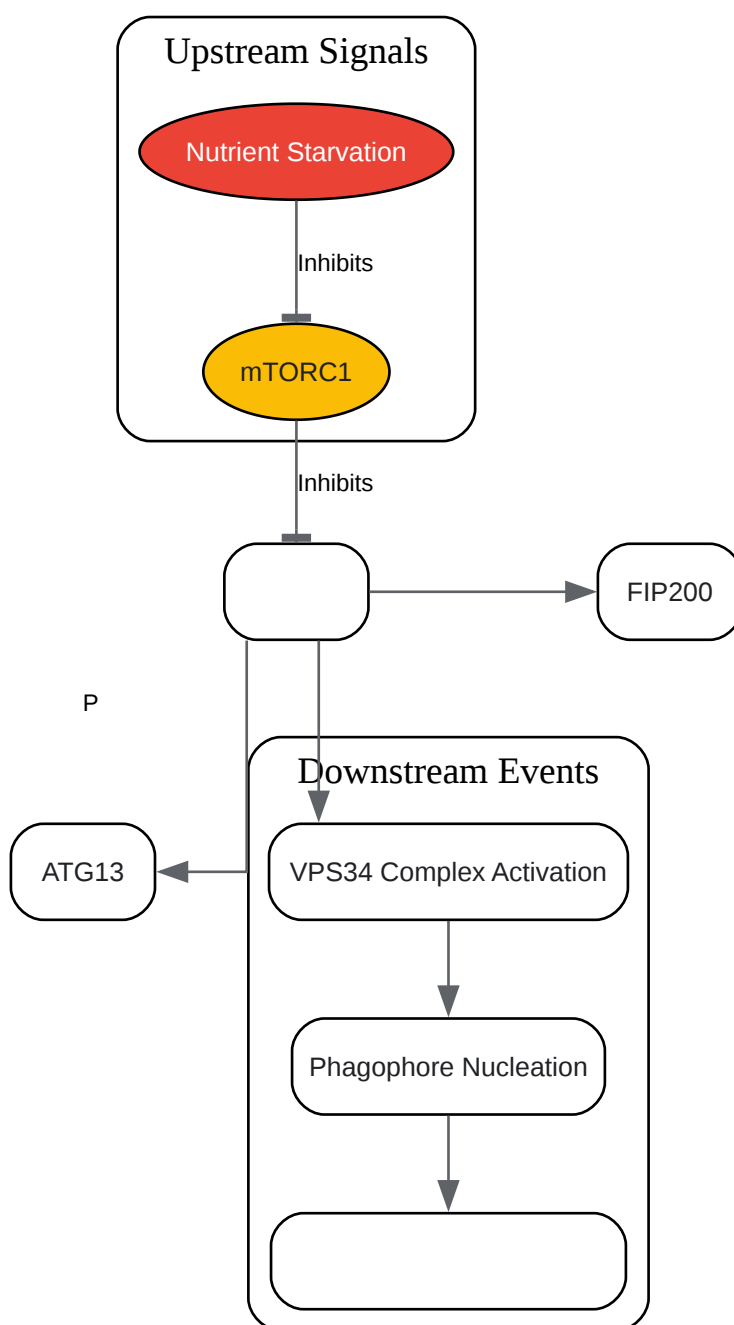 Upstream Signals
Nutrient Starvation
Inhibits
mTORC1
Inhibits
FIP200
P
Downstream Events
ATG13
VPS34 Complex Activation
Phagophore Nucleation